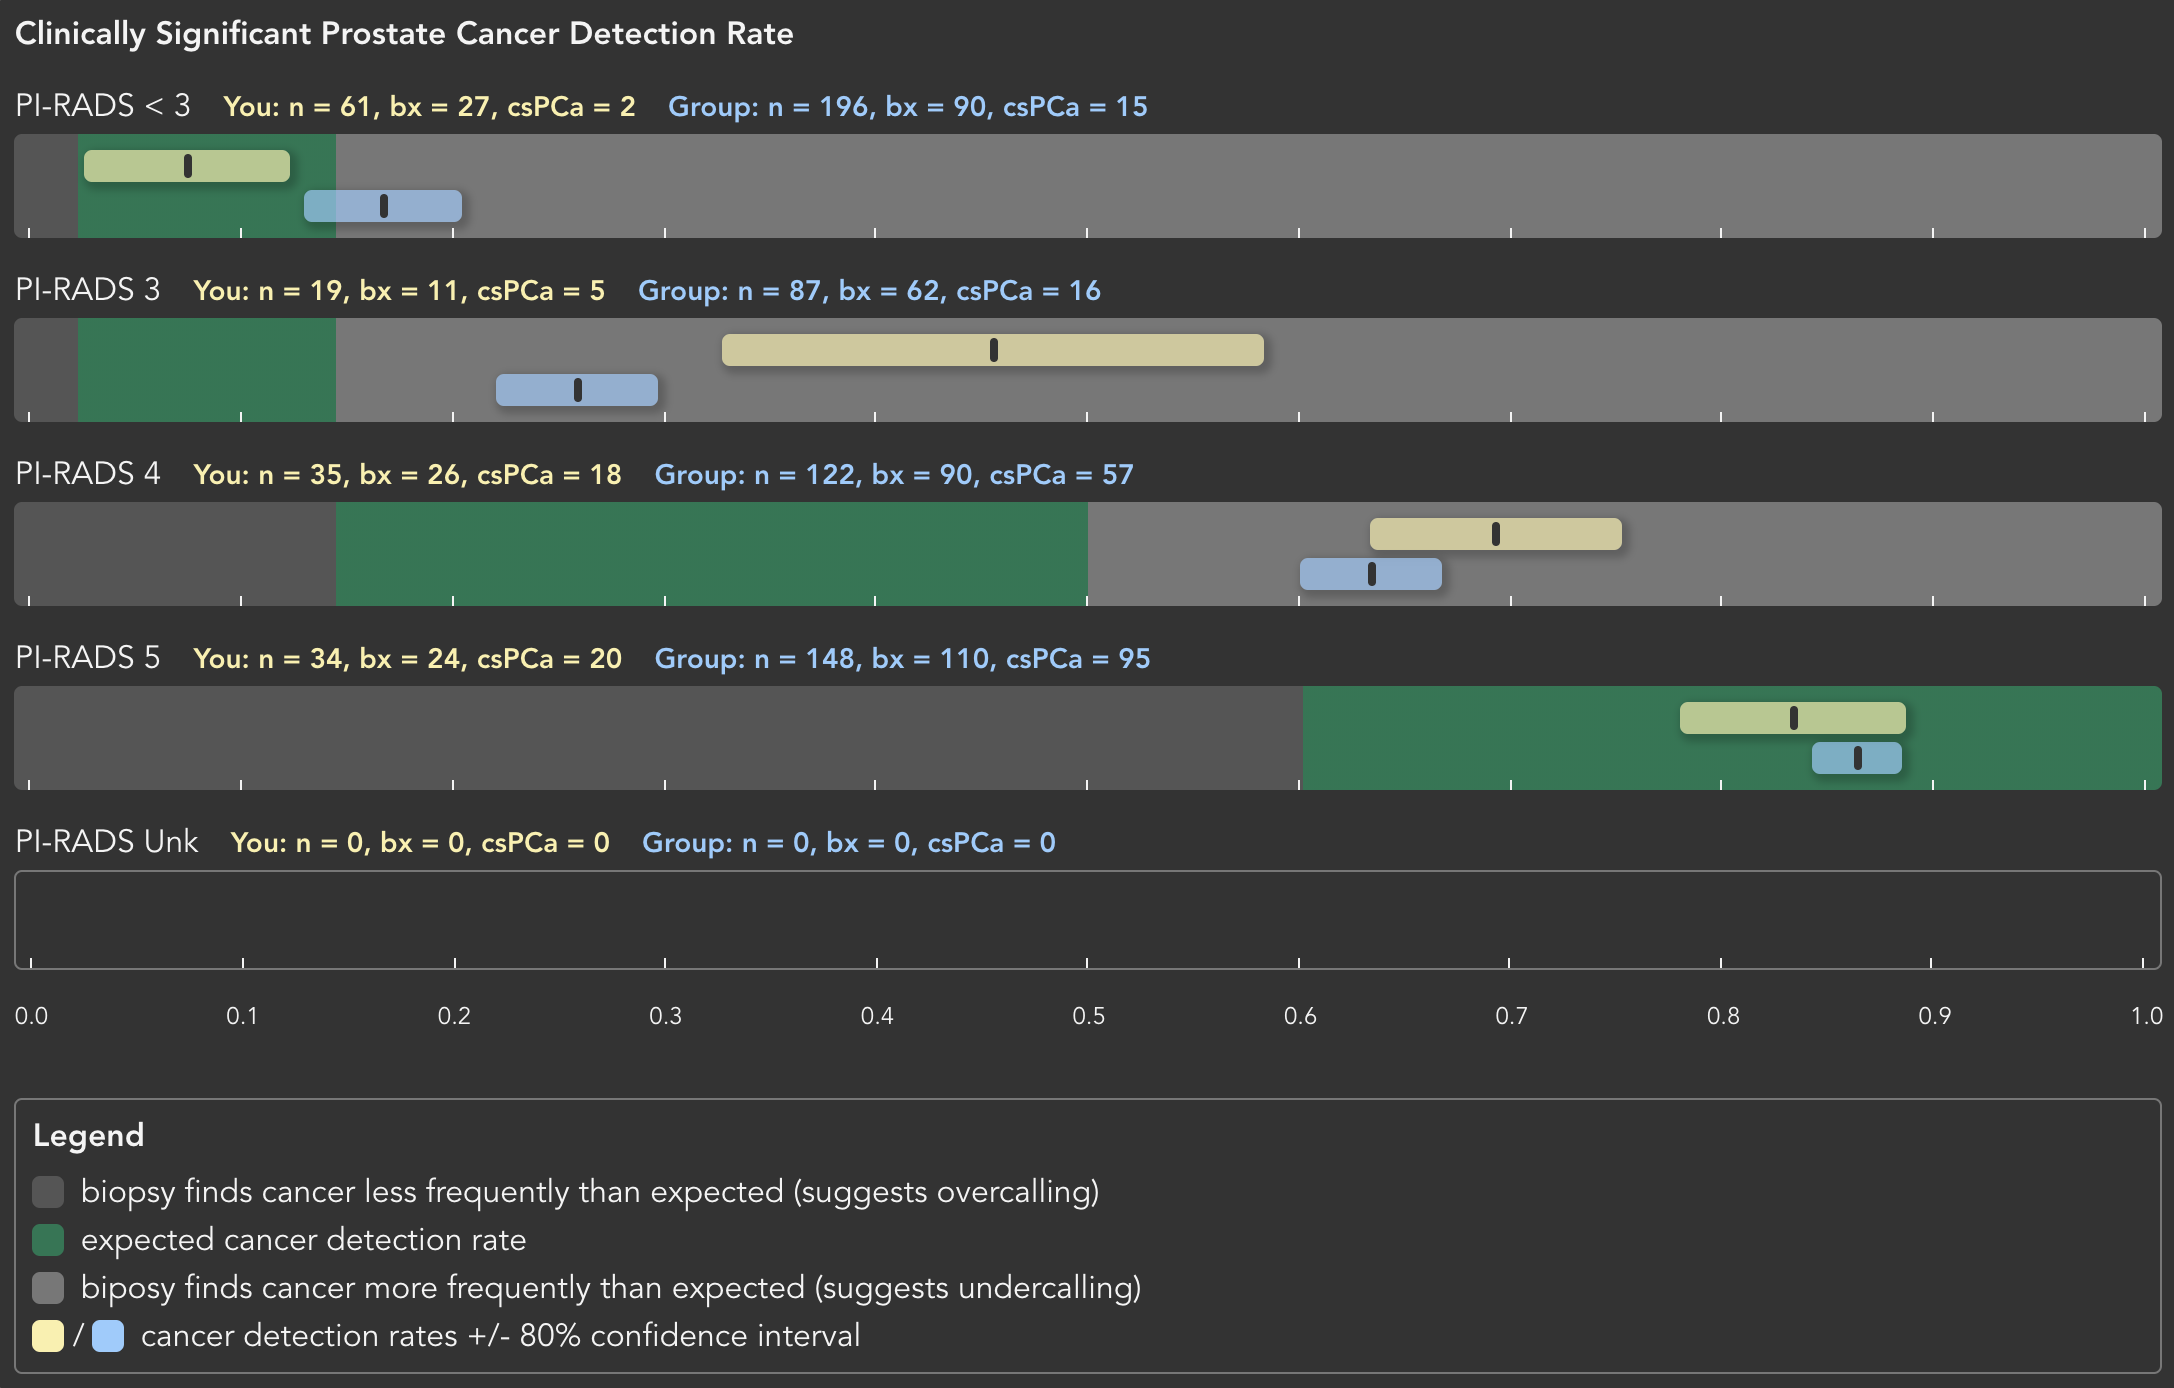 Clinically Significant Prostate Cancer Detection Rate
PI-RADS < 3 You: n = 61, bx = 27, csPCa = 2 Group: n = 196, bx = 90, csPCa = 15
PI-RADS 3 You: n = 19, bx = 11, csPCa = 5 Group: n = 87, bx = 62, csPCa = 16
PI-RADS 4 You: n = 35, bx = 26, csPCa = 18 Group: n = 122, bx = 90, csPCa = 57
PI-RADS 5 You: n = 34, bx = 24, csPCa = 20 Group: n = 148, bx = 110, csPCa = 95
PI-RADS Unk You: n = 0, bx = 0, csPCa = 0 Group: n = 0, bx = 0, csPCa = 0
0.0 0.1 0.2 0.3 0.4 0.5 0.6 0.7 0.8 0.9 1.0
Legend
biopsy finds cancer less frequently than expected (suggests overcalling)
expected cancer detection rate
biposy finds cancer more frequently than expected (suggests undercalling)
/ cancer detection rates +/- 80% confidence interval